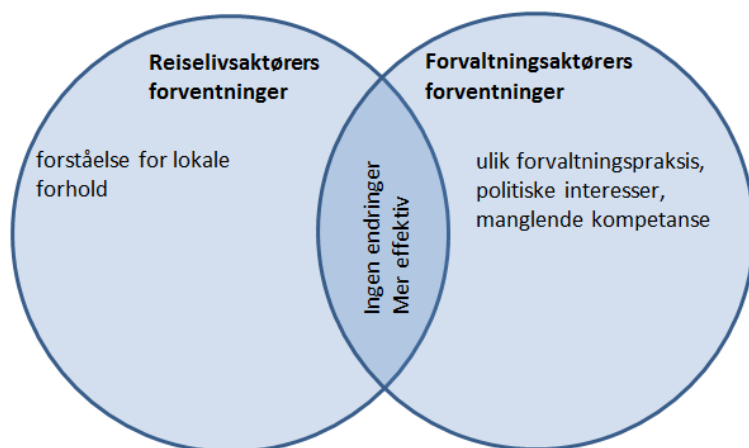 Reiselivsaktørers
forventninger
forståelse for lokale
forhold
Ingen endringer
Mer effektiv
Forvaltningsaktørers
forventninger
ulik forvaltningspraksis,
politiske interesser,
manglende kompetanse